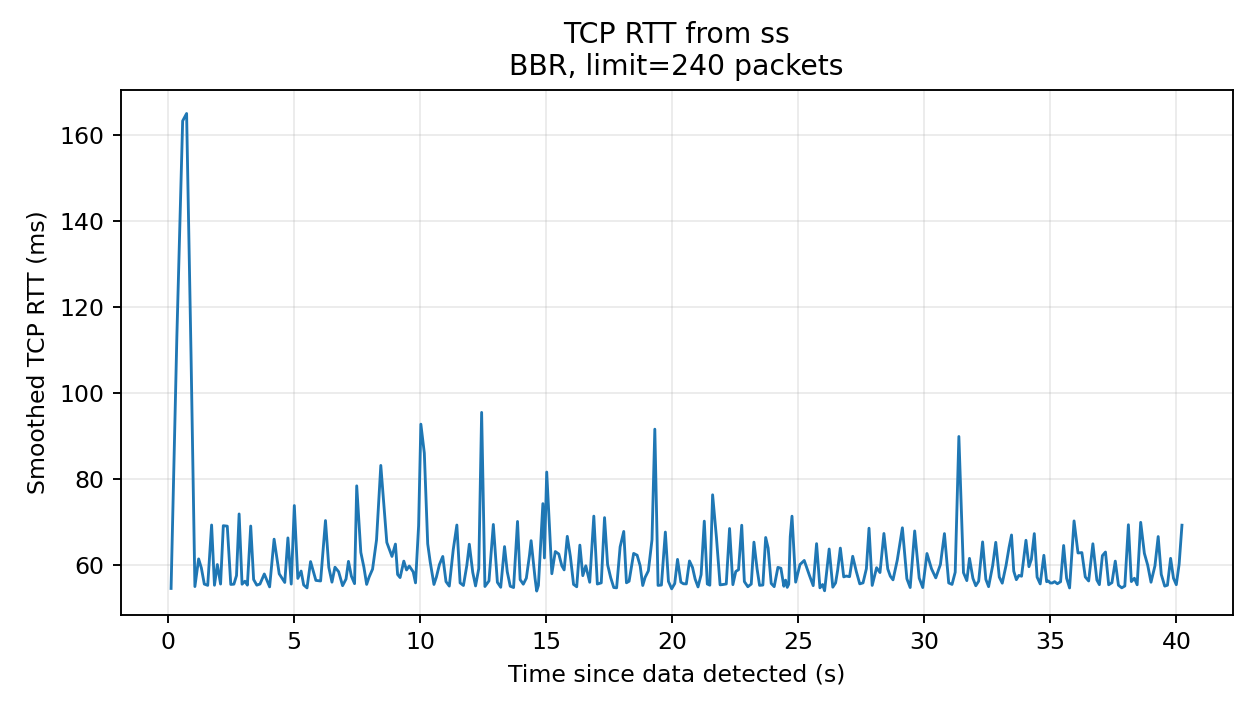 TCP RTT from ss
BBR, limit=240 packets
Smoothed TCP RTT (ms)
160
140
120
100
80
60
0 5 10 15 20 25 30 35 40
Time since data detected (s)